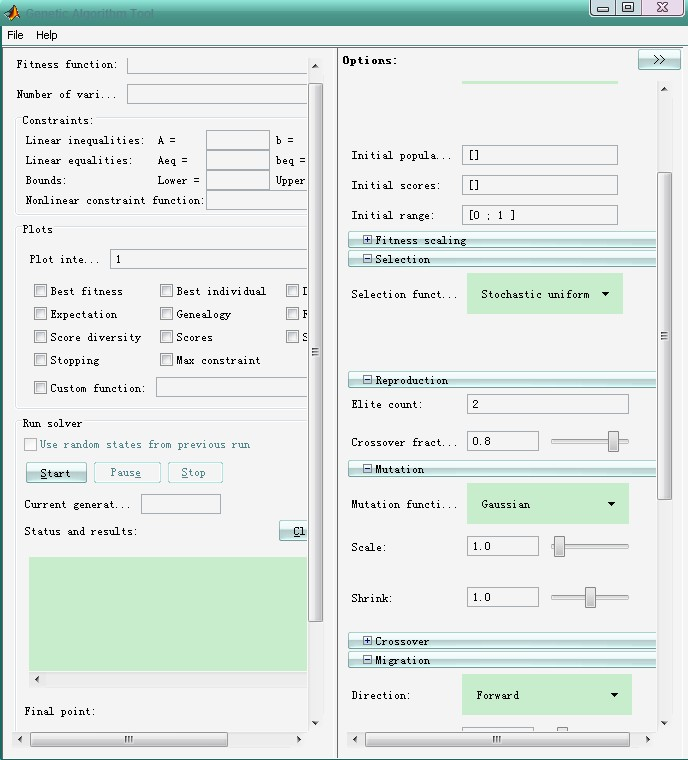 Genetic Algorithm Tool
File Help
Fitness function:
Number of vari...
Constraints:
Linear inequalities: A = b =
Linear equalities: Aeq = beq =
Bounds: Lower = Upper
Nonlinear constraint function:
Plots
Plot inte... 1
Best fitness Best individual
Expectation Genealogy
Score diversity Scores
Stopping Max constraint
Custom function:
Run solver
Use random states from previous run
Start Pause Stop
Current generat...
Status and results: Cl
Final point:
Options: >>
Initial popula... []
Initial scores: []
Initial range: [0 ; 1 ]
Fitness scaling
Selection
Selection funct... Stochastic uniform
Reproduction
Elite count: 2
Crossover fract... 0.8
Mutation
Mutation functi... Gaussian
Scale: 1.0
Shrink: 1.0
Crossover
Migration
Direction: Forward